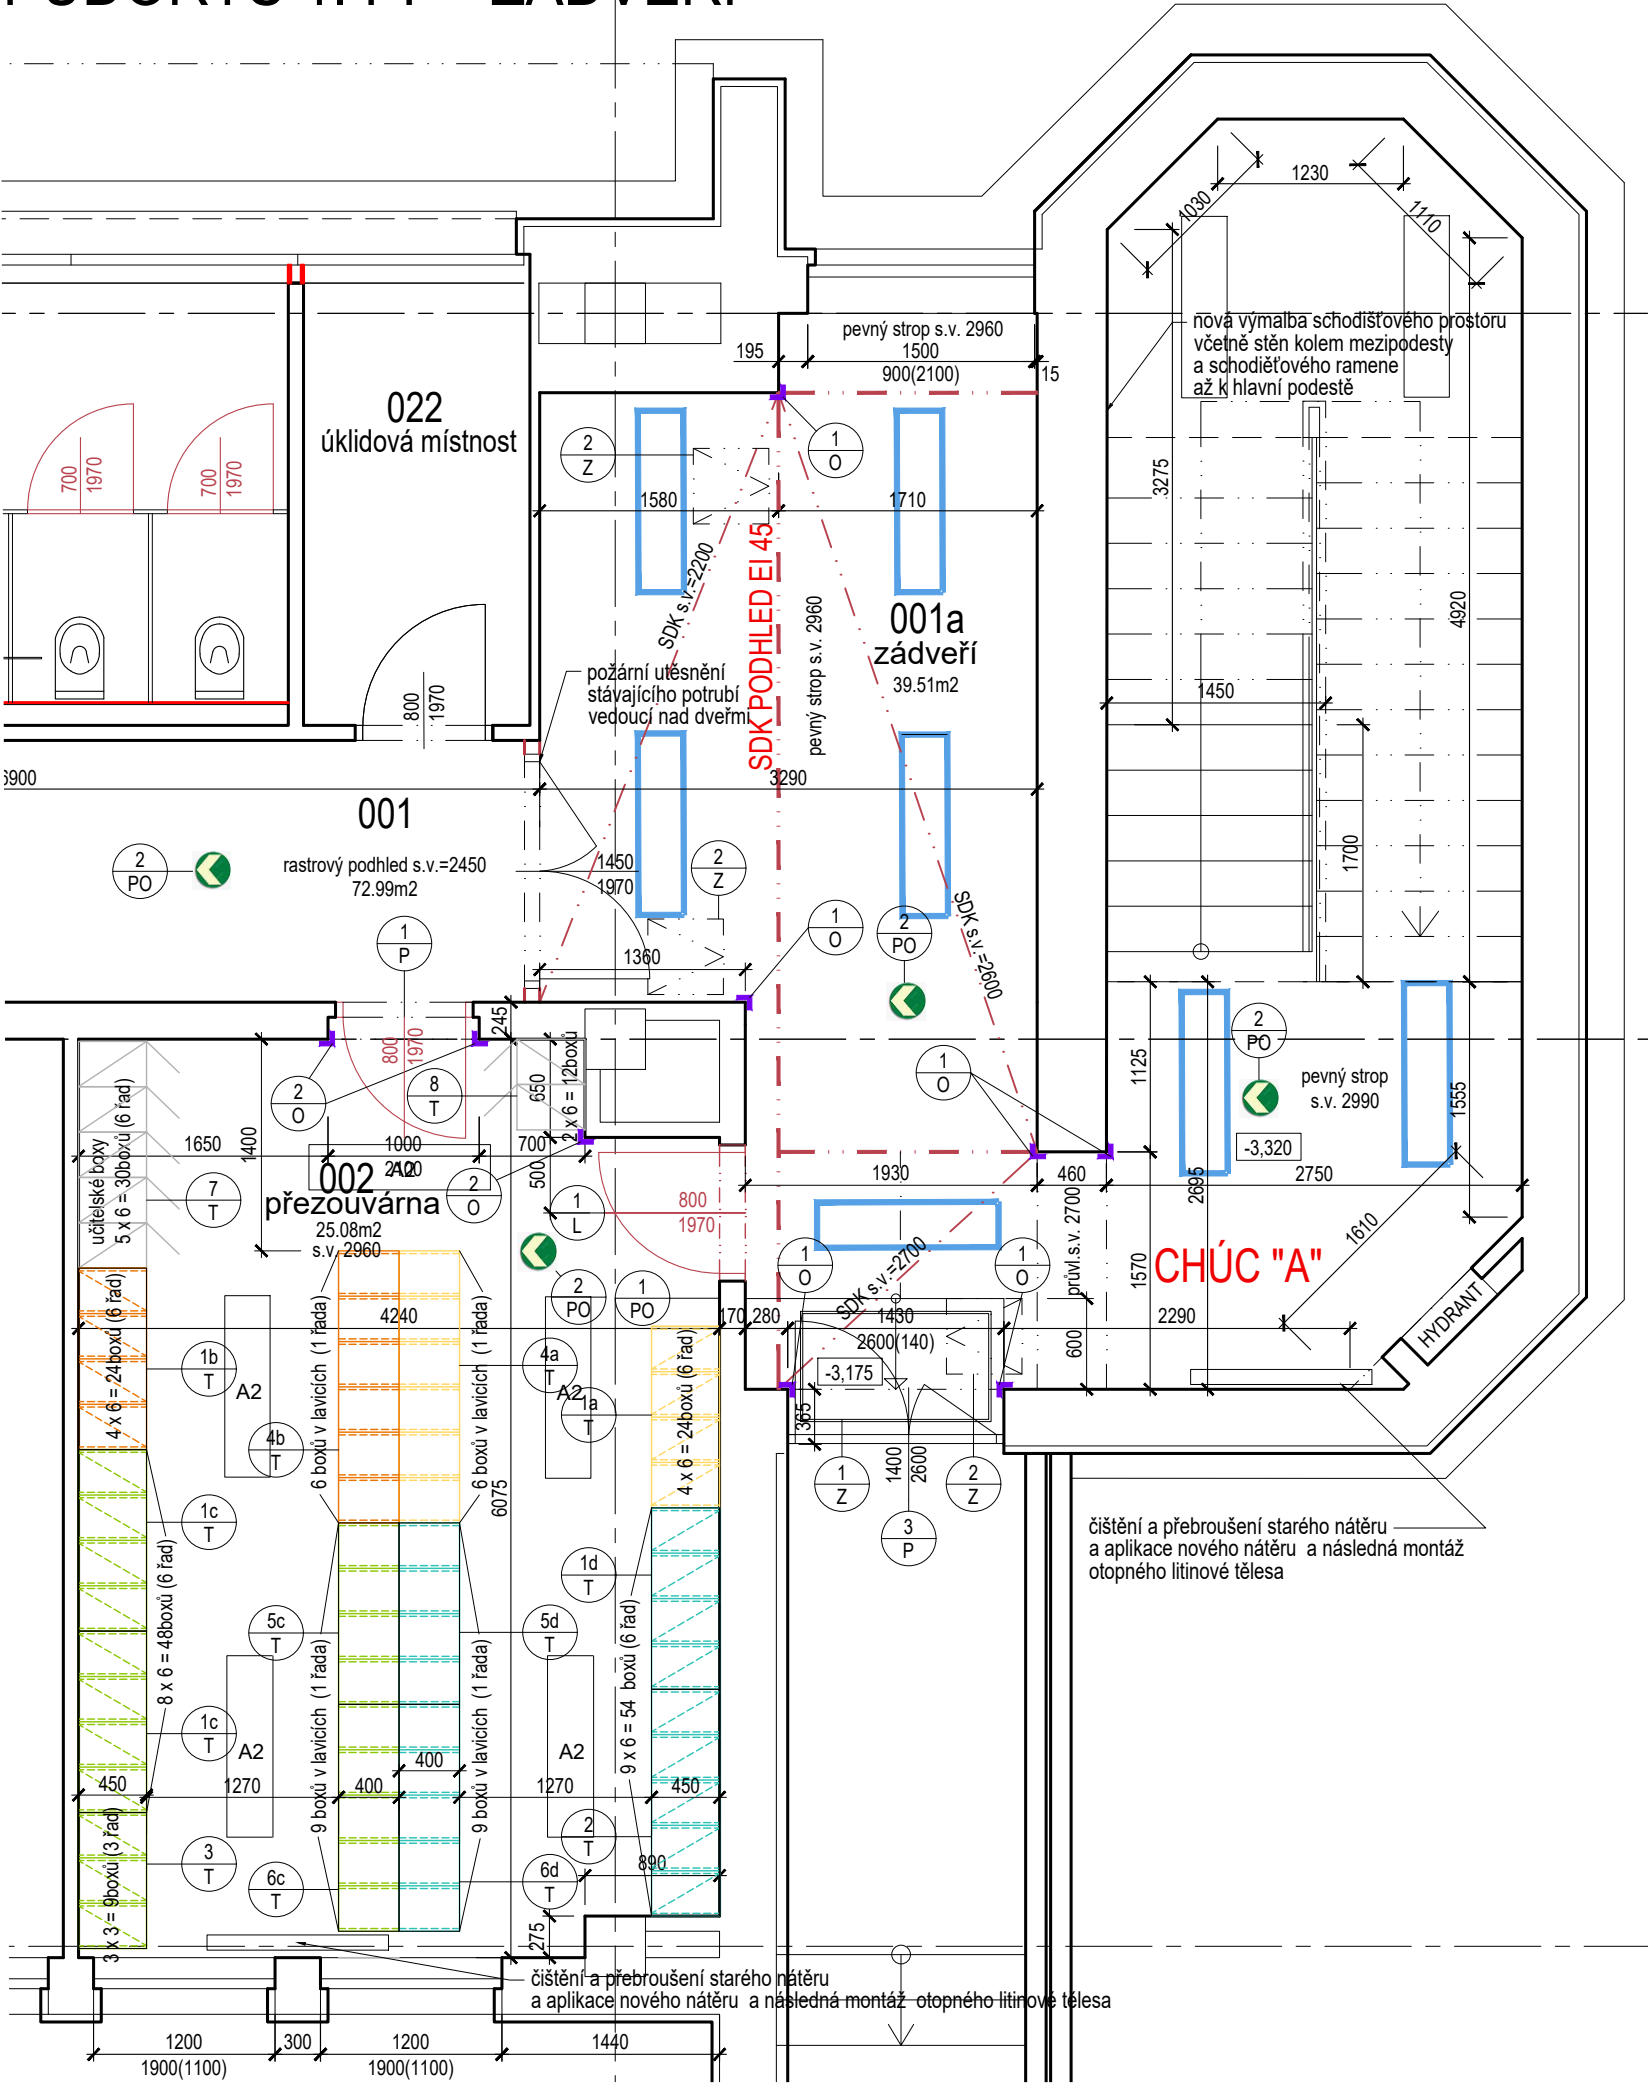 1230
1030
1110
nová výmalba schodišťového prostoru
včetně stěn kolem mezipodesty
a schodiěťového ramene
až k hlavní podestě
pevný strop s.v. 2960
195
1500
900(2100)
15
022
úklidová místnost
700
1970
700
1970
2
Z
1
O
1580
1710
3275
4920
SDK s.v.=2200
SDK PODHLED EI 45
pevný strop s.v. 2960
001a
zádveří
39.51m2
1450
požární utěsnění
stávajícího potrubí
vedoucí nad dveřmi
800
1970
3290
001
rastrový podhled s.v.=2450
72.99m2
2
PO
1450
1970
2
Z
1700
1
P
1360
1
O
2
PO
SDK s.v.=2600
245
800
1970
2
O
8
T
650
2 x 6 = 12boxů
1
O
1125
2
PO
pevný strop
s.v. 2990
1555
-3,320
učitelské boxy
5 x 6 = 30boxů (6 řad)
1650
1400
1000
A2
700
500
002
přezouvárna
25.08m2
s.v. 2960
7
T
2
O
1
L
800
1970
1930
460
2695
2750
1610
průvl.s.v. 2700
1570
CHÚC "A"
HYDRANT
1
O
1
O
SDK s.v.=2700
2
PO
1
PO
4240
170
280
1430
2600(140)
600
2290
-3,175
365
4 x 6 = 24boxů (6 řad)
1b
T
A2
4b
T
6 boxů v lavicích (1 řada)
6 boxů v lavicích (1 řada)
6075
4a
T
A2
1a
T
4 x 6 = 24boxů (6 řad)
1
Z
1400
2600
2
Z
3
P
čištění a přebroušení starého nátěru
a aplikace nového nátěru a následná montáž
otopného litinové tělesa
1c
T
8 x 6 = 48boxů (6 řad)
1d
T
5c
T
5d
T
9 boxů v lavicích (1 řada)
9 boxů v lavicích (1 řada)
9 x 6 = 54 boxů (6 řad)
1c
T
A2
A2
400
450
1270
400
1270
450
3 x 3 = 9boxů (3 řad)
3
T
6c
T
2
T
6d
T
890
275
čištění a přebroušení starého nátěru
a aplikace nového nátěru a následná montáž otopného litinové tělesa
1200
1900(1100)
300
1200
1900(1100)
1440